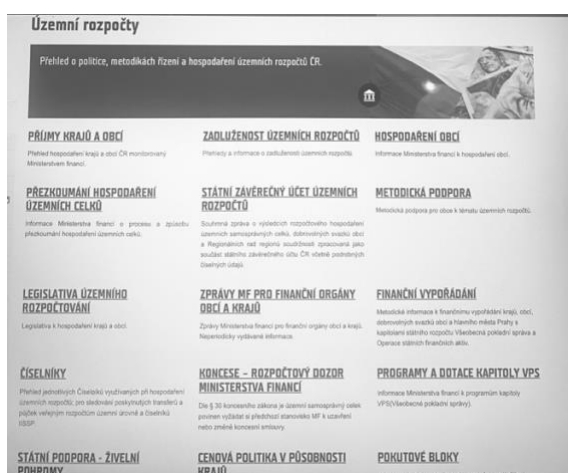 Územní rozpočty
Přehled o politice, metodikách řízení a hospodaření územních rozpočtů ČR.
PŘÍJMY KRAJŮ A OBCÍ
Přehled hospodaření krajů a obcí ČR monitorovaný
Ministerstvem financí.
ZADLUŽENOST ÚZEMNÍCH ROZPOČTŮ
Přehledy a informace o zadluženosti územních rozpočtů.
HOSPODAŘENÍ OBCÍ
Informace Ministerstva financí k hospodaření obcí.
PŘEZKOUMÁNÍ HOSPODAŘENÍ
ÚZEMNÍCH CELKŮ
Informace Ministerstva financí o procesu a způsobu
přezkoumání hospodaření územních celků.
STÁTNÍ ZÁVĚREČNÝ ÚČET ÚZEMNÍCH
ROZPOČTŮ
Souhrnná zpráva o výsledcích rozpočtového hospodaření
územních samosprávných celků, dobrovolných svazků obcí
a Regionálních rad regionů soudržnosti zpracovaná jako
součást státního závěrečného účtu ČR včetně podrobných
číselných údajů.
METODICKÁ PODPORA
Metodická podpora pro obce k tématu územních rozpočtů.
LEGISLATIVA ÚZEMNÍHO
ROZPOČTOVÁNÍ
Legislativa k hospodaření krajů a obcí.
ZPRÁVY MF PRO FINANČNÍ ORGÁNY
OBCÍ A KRAJŮ
Zprávy Ministerstva financí pro finanční orgány obcí a krajů.
Neperiodicky vydávané informace.
FINANČNÍ VYPOŘÁDÁNÍ
Metodické informace k finančnímu vypořádání krajů, obcí,
dobrovolných svazků obcí a hlavního města Prahy s
kapitolami státního rozpočtu Všeobecná pokladní správa a
Operace státních finančních aktiv.
ČÍSELNÍKY
Přehled jednotlivých Číselníků využívaných při hospodaření
územních rozpočtů, pro sledování poskytnutých transferů a
půjček veřejným rozpočtům územní úrovně a číselníků
IISSP.
KONCESE – ROZPOČTOVÝ DOZOR
MINISTERSTVA FINANCÍ
Dle § 30 koncesního zákona je územní samosprávný celek
povinen vyžádat si předchozí stanovisko MF k uzavření
nebo změně koncesní smlouvy.
PROGRAMY A DOTACE KAPITOLY VPS
Informace Ministerstva financí k programům kapitoly
VPS(Všeobecné pokladní správy).
STÁTNÍ PODPORA - ŽIVELNÍ
POHROMY
CENOVÁ POLITIKA V PŮSOBNOSTI
KRAJŮ
POKUTOVÉ BLOKY